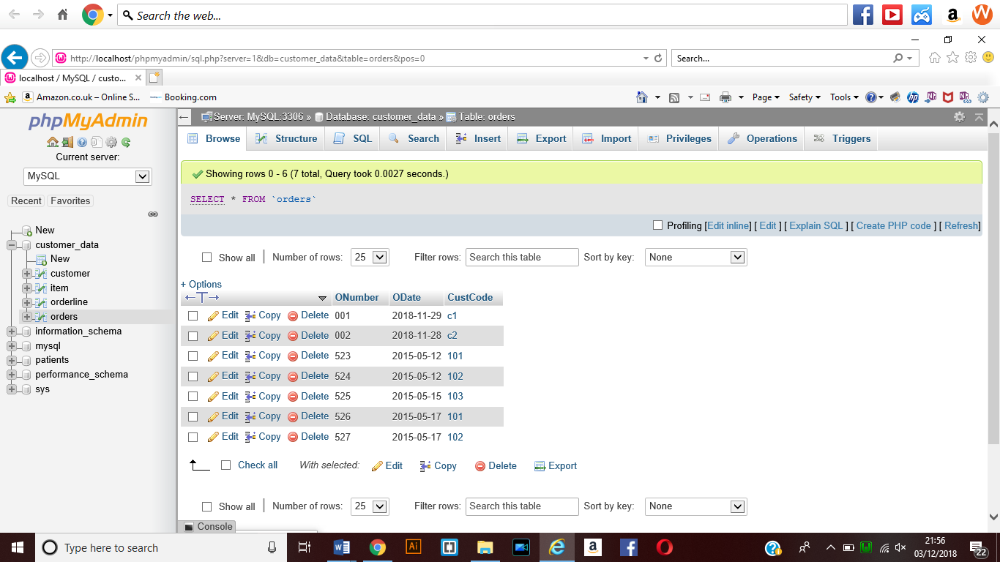 Search the web...
http://localhost/phpmyadmin/sql.php?server=1&db=customer_data&table=orders&pos=0
Search...
localhost / MySQL / custo...
Amazon.co.uk – Online S... Booking.com
Page Safety Tools
phpMyAdmin
Current server:
MySQL
Recent Favorites
New
customer_data
New
customer
item
orderline
orders
information_schema
mysql
patients
performance_schema
sys
Server: MySQL:3306 » Database: customer_data » Table: orders
Browse Structure SQL Search Insert Export Import Privileges Operations Triggers
Showing rows 0 - 6 (7 total, Query took 0.0027 seconds.)
SELECT * FROM `orders`
Profiling [Edit inline] [ Edit ] [ Explain SQL ] [ Create PHP code ] [ Refresh]
Show all | Number of rows: 25 Filter rows: Search this table Sort by key: None
+ Options
←T→ ONumber ODate CustCode
Edit Copy Delete 001 2018-11-29 c1
Edit Copy Delete 002 2018-11-28 c2
Edit Copy Delete 523 2015-05-12 101
Edit Copy Delete 524 2015-05-12 102
Edit Copy Delete 525 2015-05-15 103
Edit Copy Delete 526 2015-05-17 101
Edit Copy Delete 527 2015-05-17 102
Check all With selected: Edit Copy Delete Export
Show all | Number of rows: 25 Filter rows: Search this table Sort by key: None
Console
Type here to search
21:56
03/12/2018
22